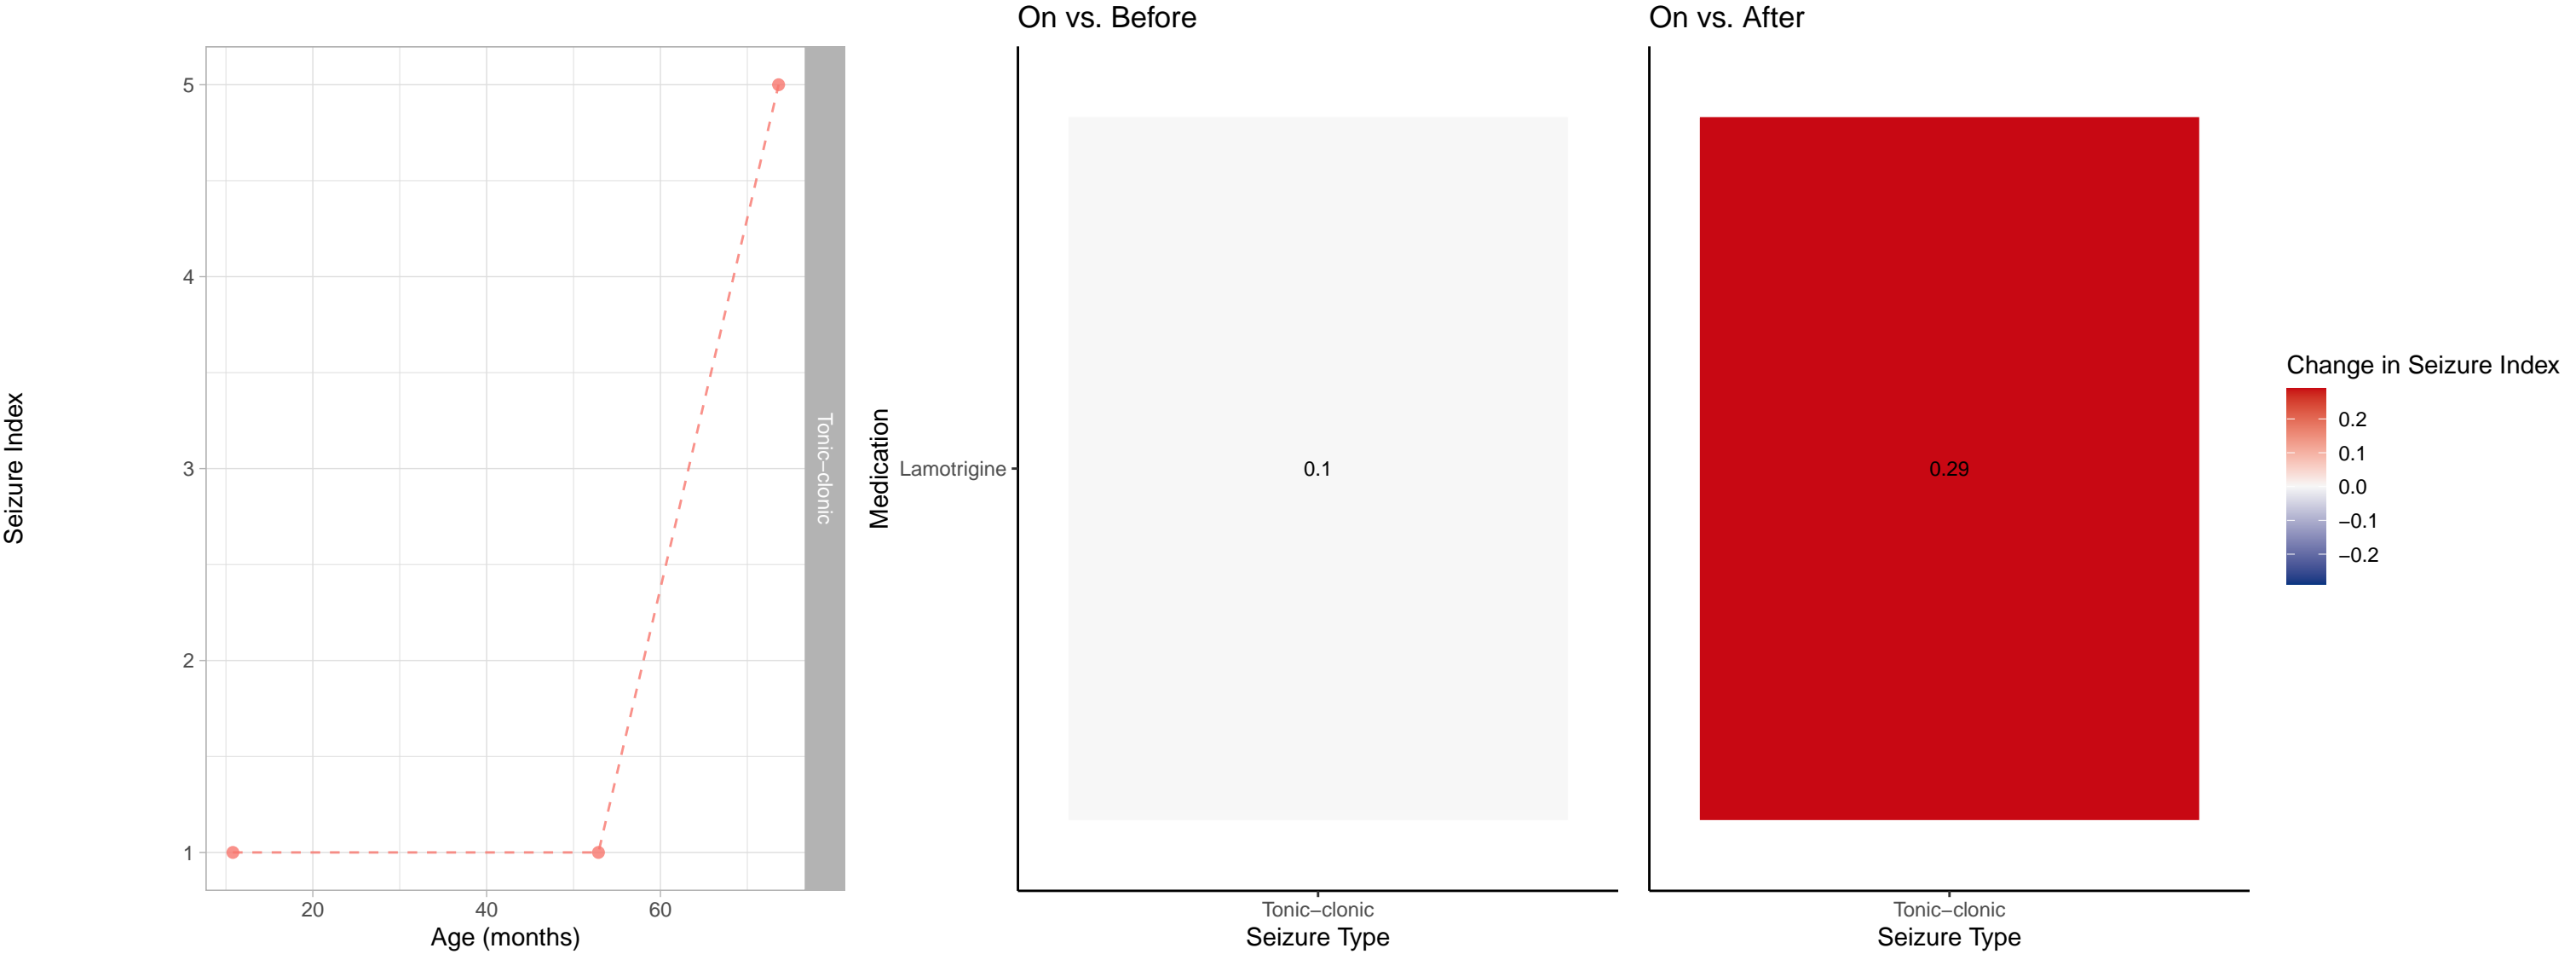 On vs. Before
On vs. After
Seizure Index
5
4
3
2
1
20
40
60
Age (months)
Tonic−clonic
Medication
Lamotrigine
0.1
Tonic−clonic
Seizure Type
0.29
Tonic−clonic
Seizure Type
Change in Seizure Index
0.2
0.1
0.0
−0.1
−0.2